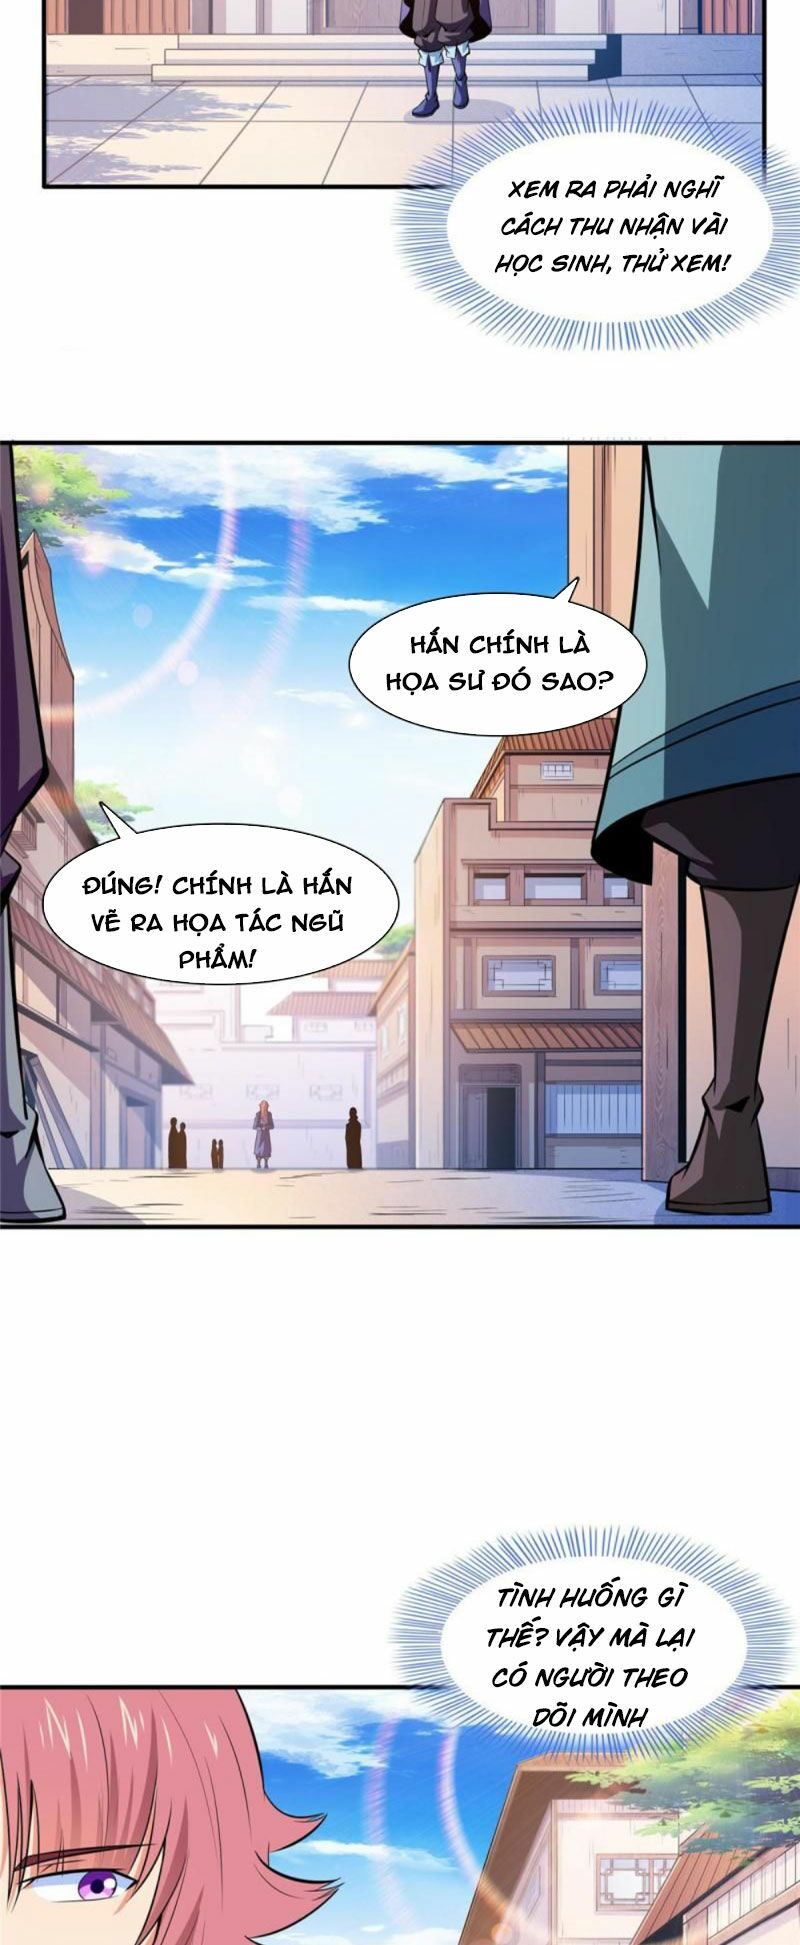 XEM RA PHẢI NGHĨ
CÁCH THU NHẬN VÀI
HỌC SINH, THỬ XEM!
HẮN CHÍNH LÀ
HỌA SƯ ĐÓ SAO?
ĐÚNG! CHÍNH LÀ HẮN
VẼ RA HỌA TÁC NGŨ
PHẨM!
TÌNH HUỐNG GÌ
THẾ? VẬY MÀ LẠI
CÓ NGƯỜI THEO
DÕI MÌNH